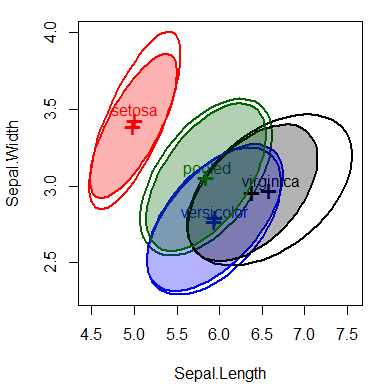 4.0
3.5
3.0
2.5
Sepal.Width
setosa
pooled
virginica
versicolor
4.5 5.0 5.5 6.0 6.5 7.0 7.5
Sepal.Length